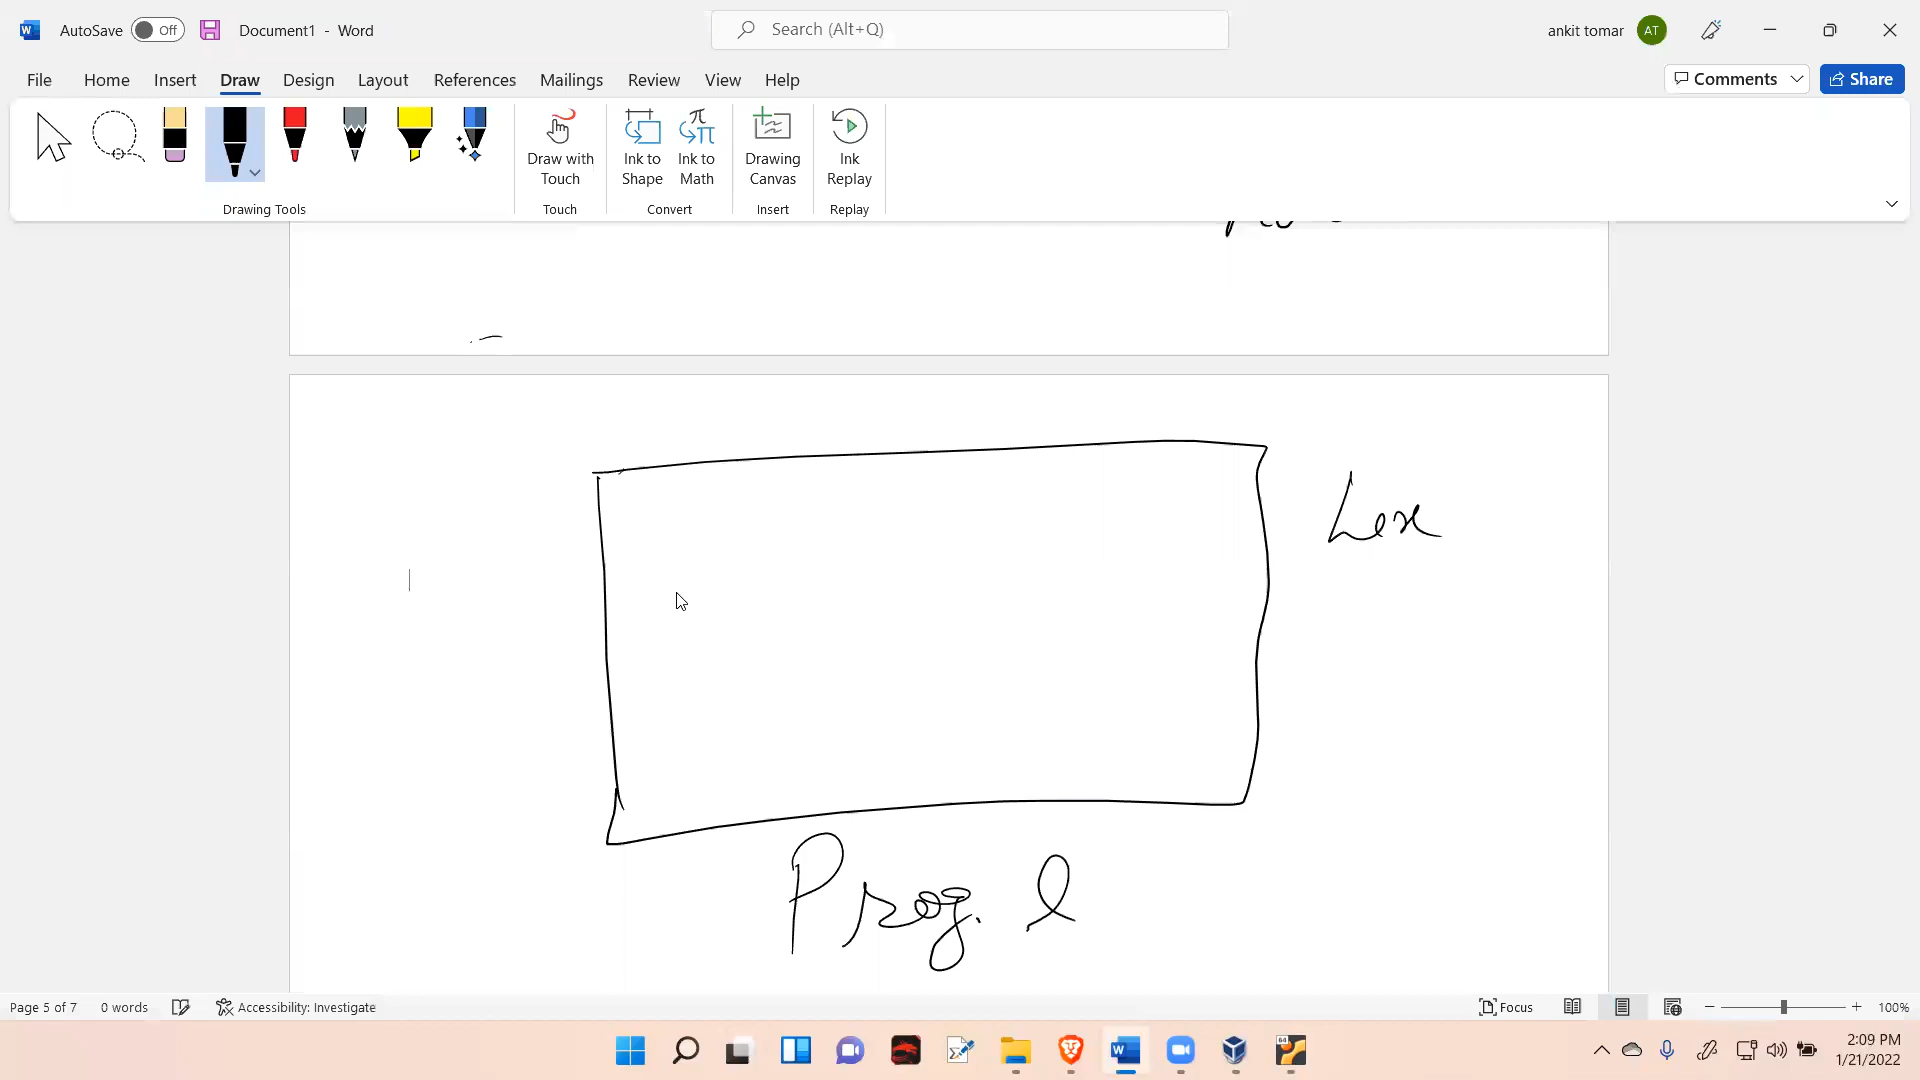 AutoSave Off Document1 - Word Search (Alt+Q) ankit tomar AT
File Home Insert Draw Design Layout References Mailings Review View Help Comments Share
Draw with Touch
Ink to Shape
Ink to Math
Drawing Canvas
Ink Replay
Drawing Tools Touch Convert Insert Replay
Lex
Prog. l
Page 5 of 7 0 words Accessibility: Investigate Focus 100%
2:09 PM
1/21/2022